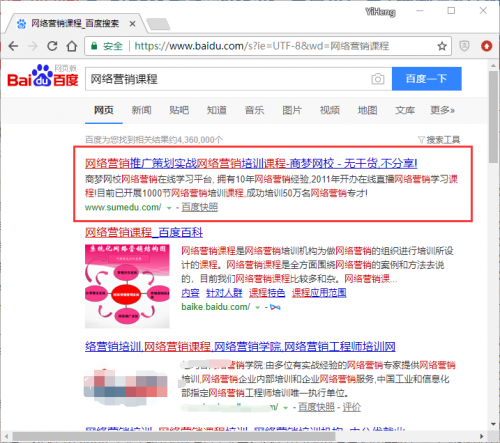 YiHeng
网络营销课程_百度搜索
安全 https://www.baidu.com/s?ie=UTF-8&wd=网络营销课程
网页版
Bai du 百度
网络营销课程
百度一下
网页 新闻 贴吧 知道 音乐 图片 视频 地图 文库 更多»
百度为您找到相关结果约4,360,000个
搜索工具
网络营销推广策划实战网络营销培训课程-商梦网校 - 无干货,不分享!
商梦网校网络营销在线学习平台, 拥有10年网络营销经验,2011年开办在线直播网络营销学习课
程!目前已开展1000节网络营销培训课程,成功培训50万名网络营销专才!
www.sumedu.com/ - 百度快照
网络营销课程_百度百科
系统化网络营销结构图
网络营销课程是网络营销培训机构为做网络营销的组织进行培训所设
计的课程。网络营销课程是全方面围绕网络营销的案例和方法去说
的，目前我们网络营销课程比较多和杂。网络营销课...
内容 针对人群 课程特色 课程应用范围
baike.baidu.com/
络营销培训,网络营销课程,网络营销学院,网络营销工程师培训网
网络营销学院.由多位有实战经验的网络营销专家提供网络营销
培训,网络营销企业内部培训和企业网络营销服务,中国工业和信息化
部指定网络营销工程师培训唯一执行单位。
- 百度快照 - 评价